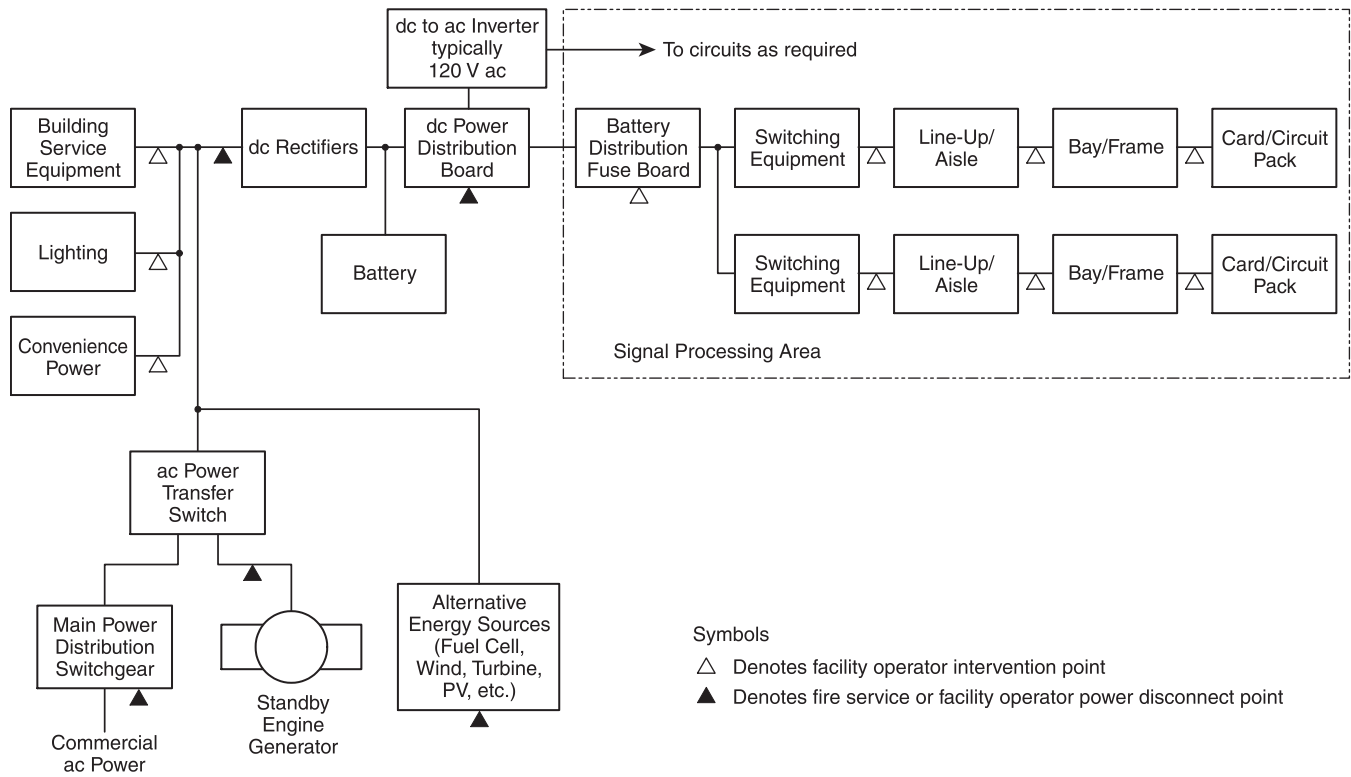 dc to ac Inverter
typically
120 V ac
To circuits as required
Building
Service
Equipment
dc Rectifiers
dc Power
Distribution
Board
Battery
Distribution
Fuse Board
Switching
Equipment
Line-Up/
Aisle
Bay/Frame
Card/Circuit
Pack
Lighting
Battery
Switching
Equipment
Line-Up/
Aisle
Bay/Frame
Card/Circuit
Pack
Convenience
Power
Signal Processing Area
ac Power
Transfer
Switch
Main Power
Distribution
Switchgear
Commercial
ac Power
Standby
Engine
Generator
Alternative
Energy Sources
(Fuel Cell,
Wind, Turbine,
PV, etc.)
Symbols
Denotes facility operator intervention point
Denotes fire service or facility operator power disconnect point